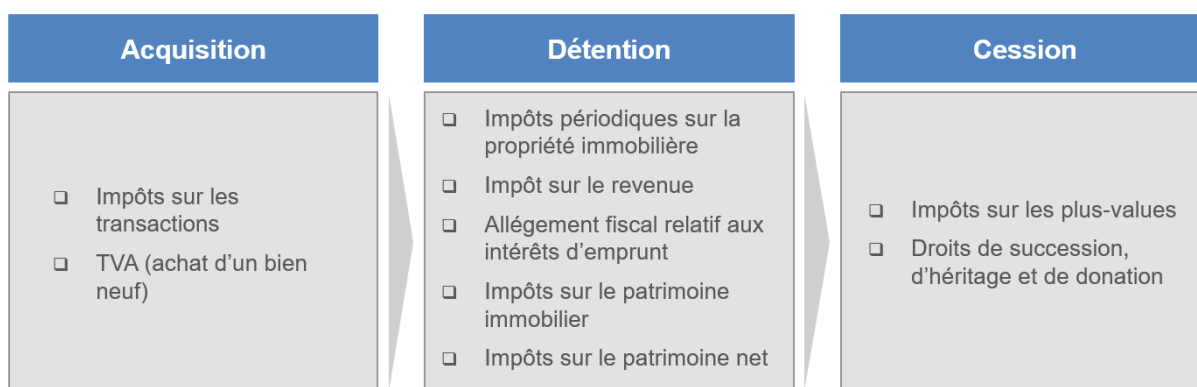 Acquisition
Impôts sur les
transactions
TVA (achat d’un bien
neuf)
Détention
Impôts périodiques sur la
propriété immobilière
Impôt sur le revenue
Allégement fiscal relatif aux
intérêts d’emprunt
Impôts sur le patrimoine
immobilier
Impôts sur le patrimoine net
Cession
Impôts sur les plus-values
Droits de succession,
d’héritage et de donation